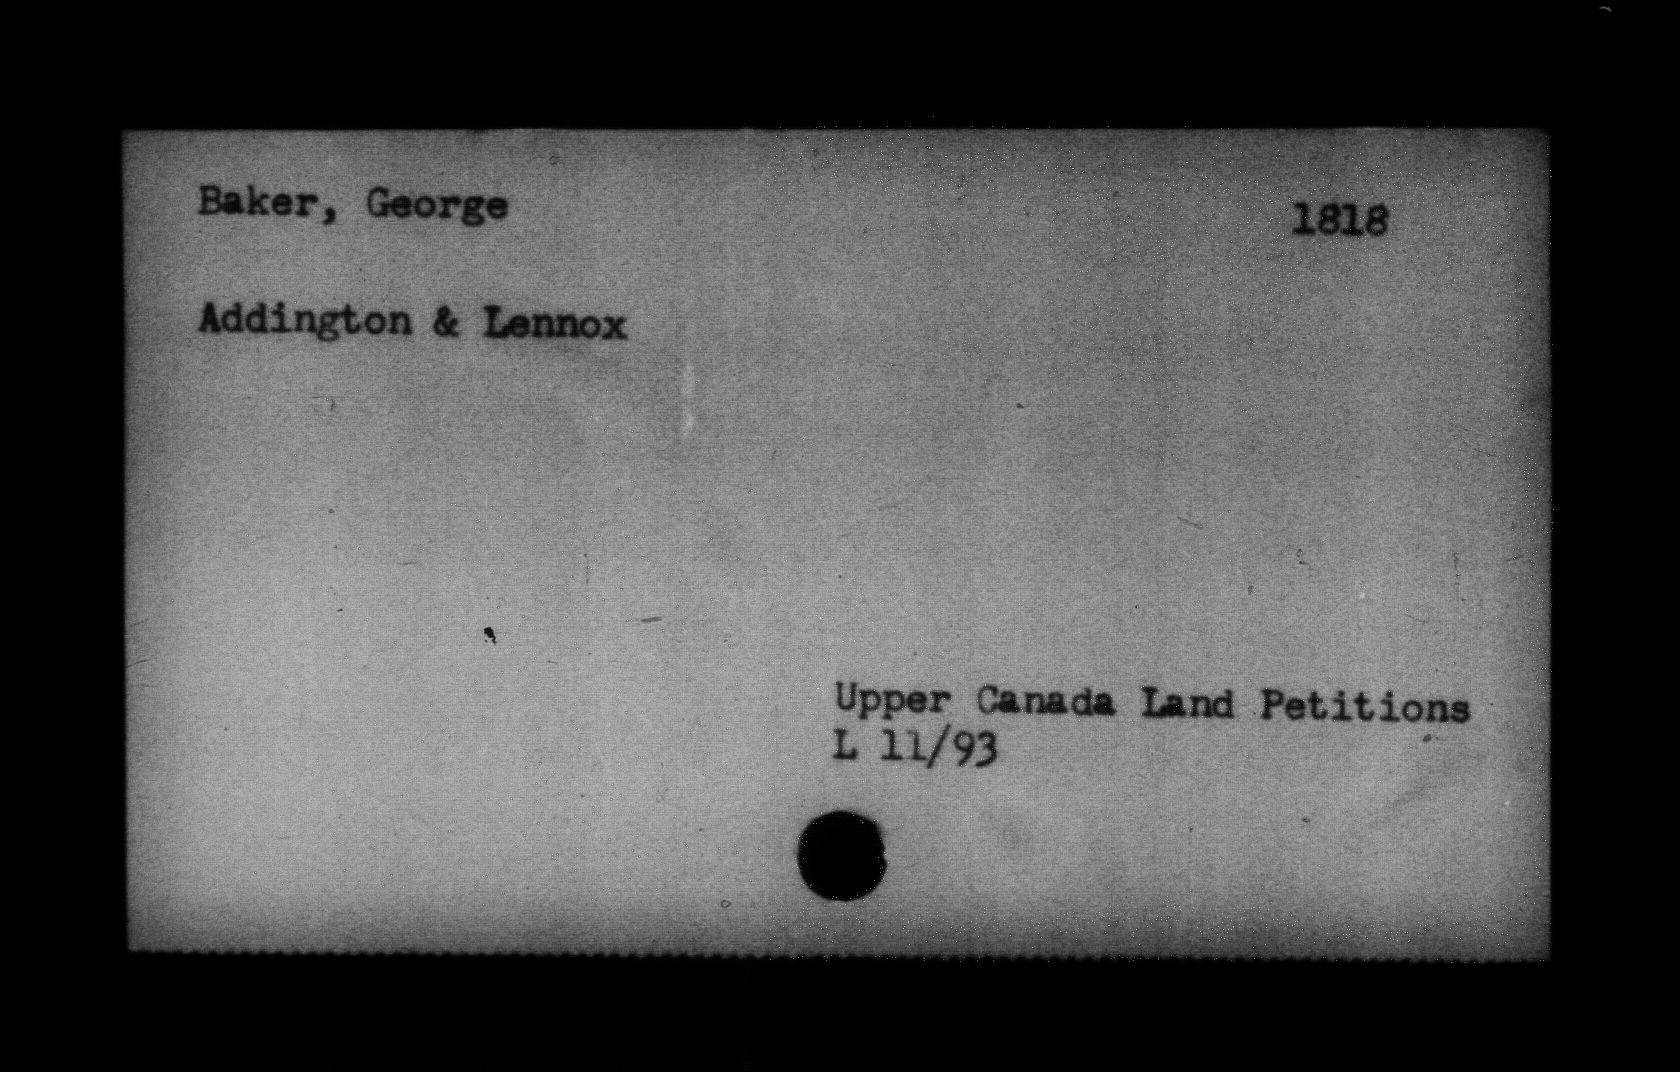 Baker, George 1818
Addington & Lennox
Upper Canada Land Petitions
L 11/93